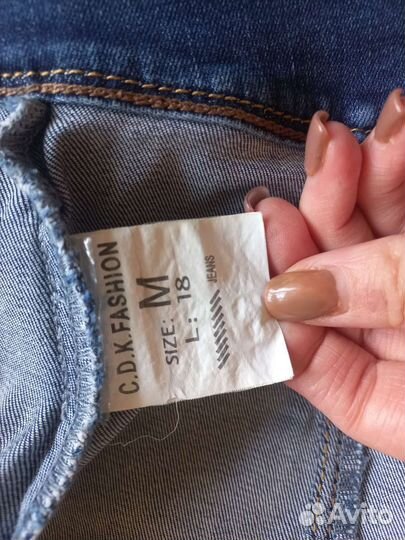 C.D.K.FASHION
SIZE: M
L: 18
JEANS
Avito